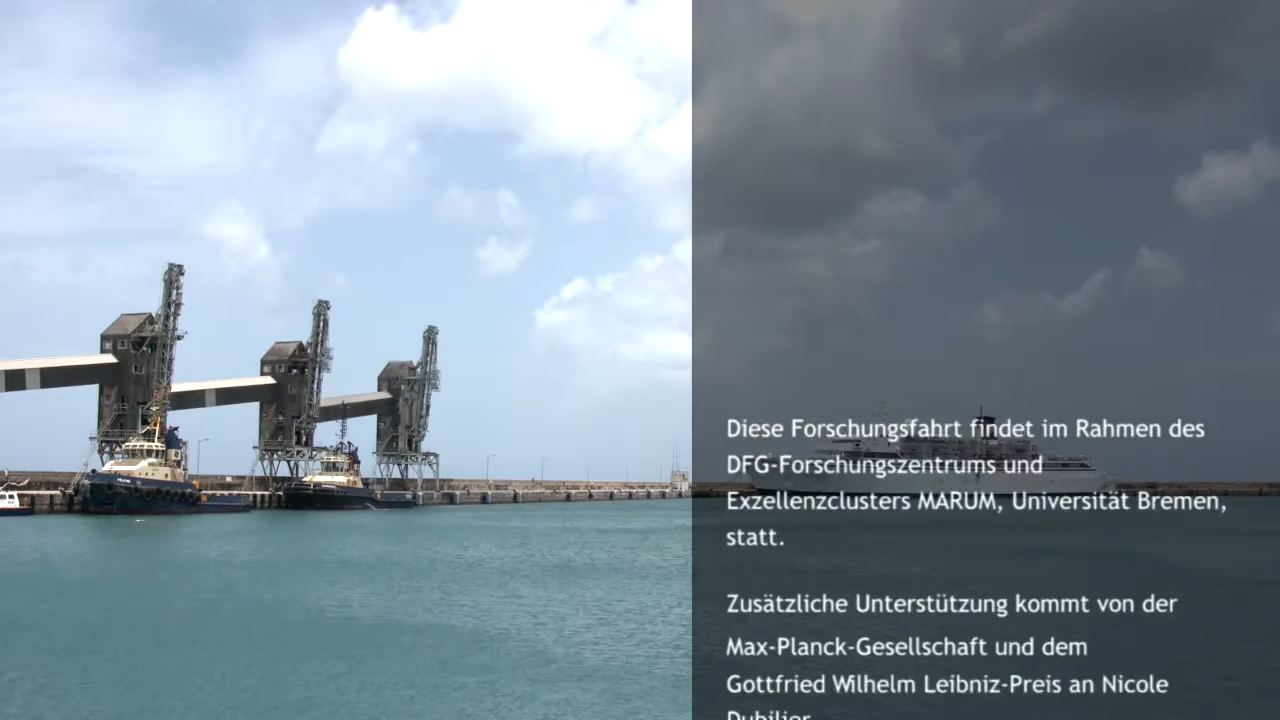 Diese Forschungsfahrt findet im Rahmen des
DFG-Forschungszentrums und
Exzellenzclusters MARUM, Universität Bremen,
statt.
Zusätzliche Unterstützung kommt von der
Max-Planck-Gesellschaft und dem
Gottfried Wilhelm Leibniz-Preis an Nicole
Dubilier